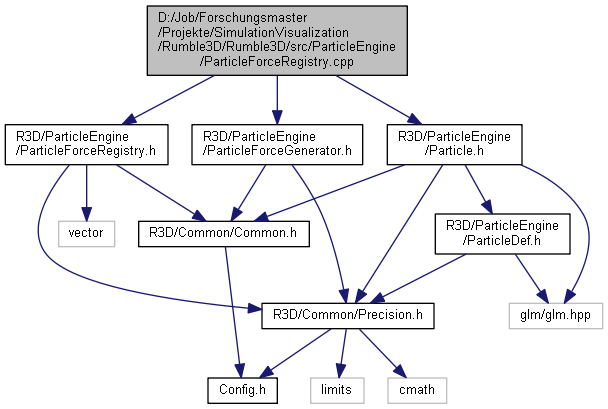 D:/Job/Forschungsmaster
/Projekte/SimulationVisualization
/Rumble3D/Rumble3D/src/ParticleEngine
/ParticleForceRegistry.cpp
R3D/ParticleEngine
/ParticleForceRegistry.h
R3D/ParticleEngine
/ParticleForceGenerator.h
R3D/ParticleEngine
/Particle.h
vector
R3D/Common/Common.h
R3D/ParticleEngine
/ParticleDef.h
R3D/Common/Precision.h
glm/glm.hpp
Config.h
limits
cmath